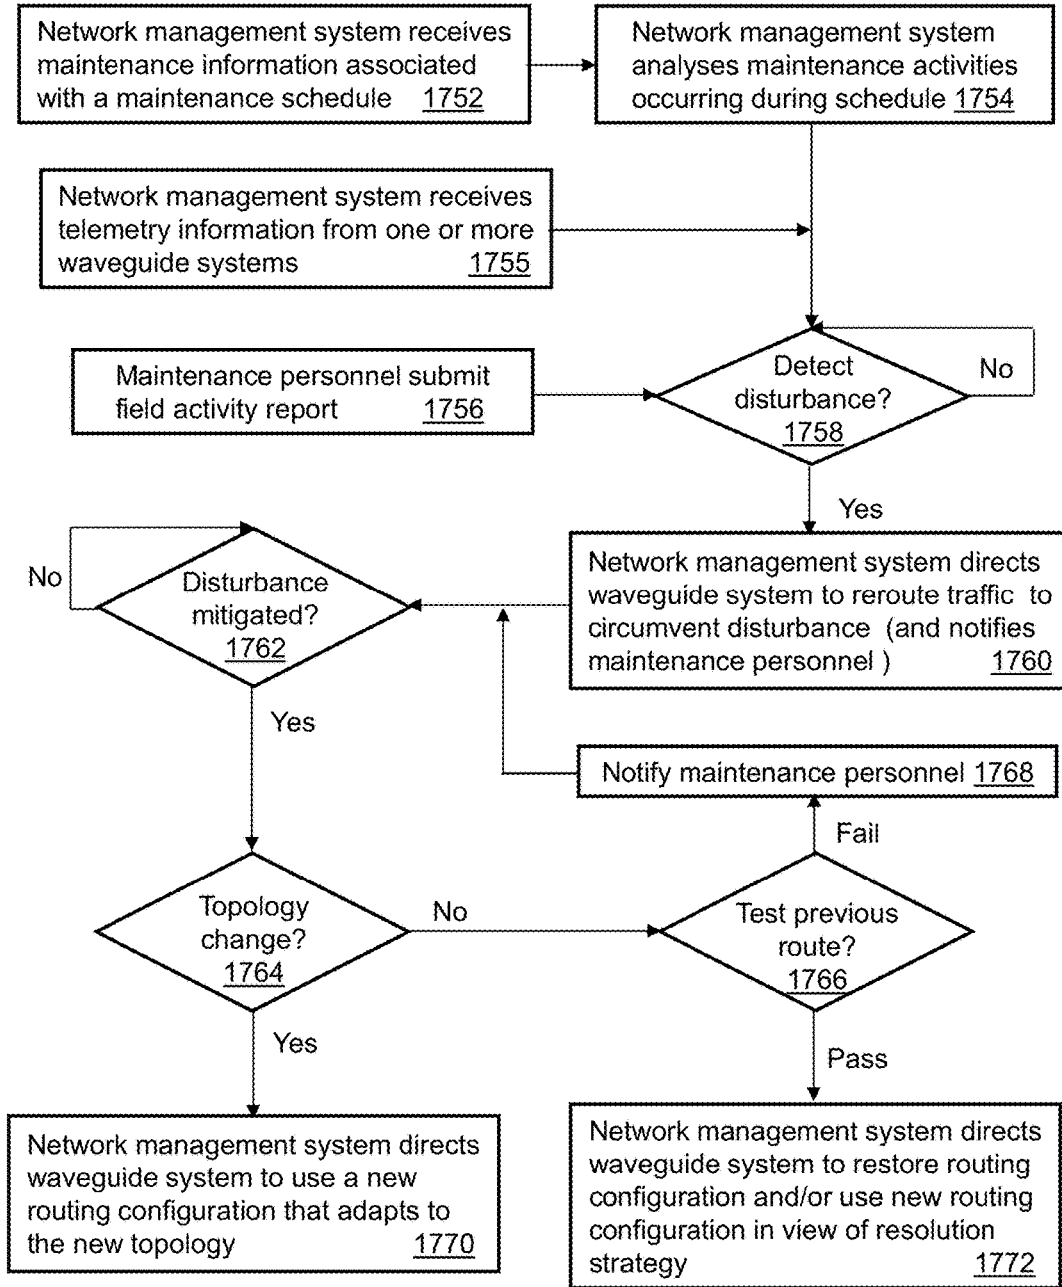 Network management system receives
maintenance information associated
with a maintenance schedule 1752
Network management system
analyses maintenance activities
occurring during schedule 1754
Network management system receives
telemetry information from one or more
waveguide systems 1755
Maintenance personnel submit
field activity report 1756
Detect
disturbance?
1758
No
Yes
Network management system directs
waveguide system to reroute traffic to
circumvent disturbance (and notifies
maintenance personnel ) 1760
Disturbance
mitigated?
1762
No
Yes
Notify maintenance personnel 1768
Fail
Topology
change?
1764
No
Test previous
route?
1766
Yes
Pass
Network management system directs
waveguide system to use a new
routing configuration that adapts to
the new topology 1770
Network management system directs
waveguide system to restore routing
configuration and/or use new routing
configuration in view of resolution
strategy 1772